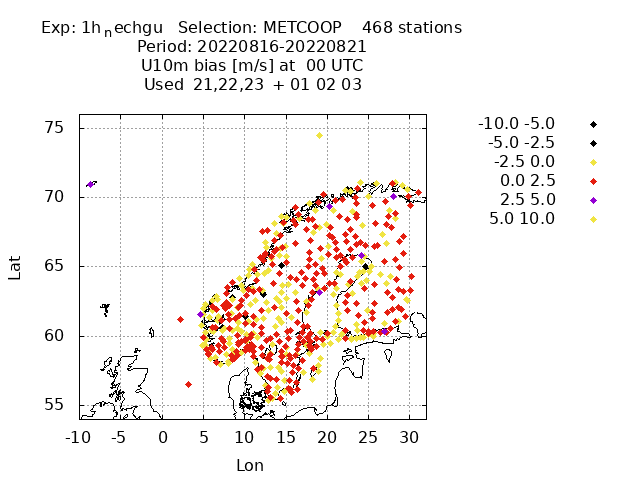 Exp: 1h_nechgu   Selection: METCOOP    468 stations
Period: 20220816-20220821
U10m bias [m/s] at  00 UTC
Used  21,22,23  + 01 02 03
-10.0 -5.0
-5.0 -2.5
-2.5 0.0
0.0 2.5
2.5 5.0
5.0 10.0
75
70
65
60
55
Lat
-10 -5 0 5 10 15 20 25 30
Lon